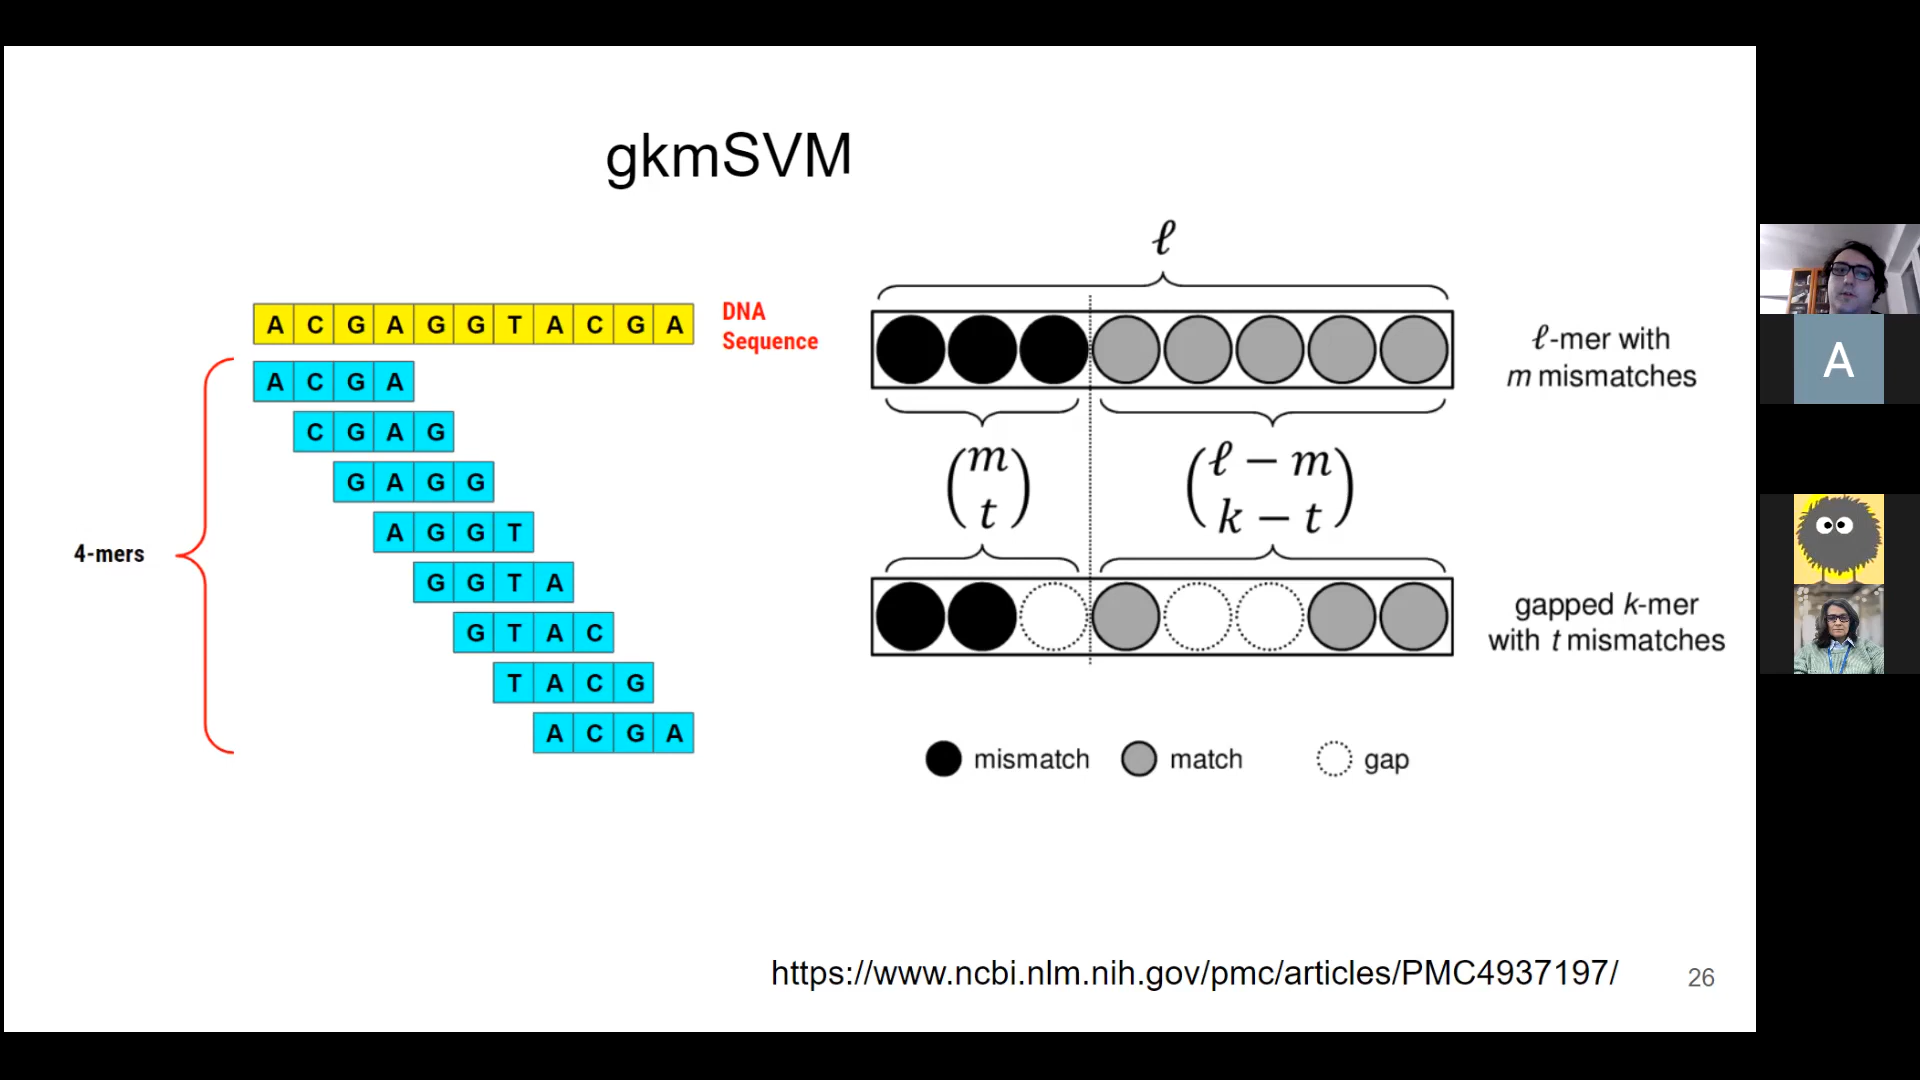 gkmSVM
A C G A G G T A C G A
DNA
Sequence
A C G A
C G A G
G A G G
A G G T
G G T A
G T A C
T A C G
A C G A
4-mers
ℓ
ℓ-mer with
m mismatches
(m t)
(ℓ − m k − t)
gapped k-mer
with t mismatches
mismatch
match
gap
https://www.ncbi.nlm.nih.gov/pmc/articles/PMC4937197/
26
A